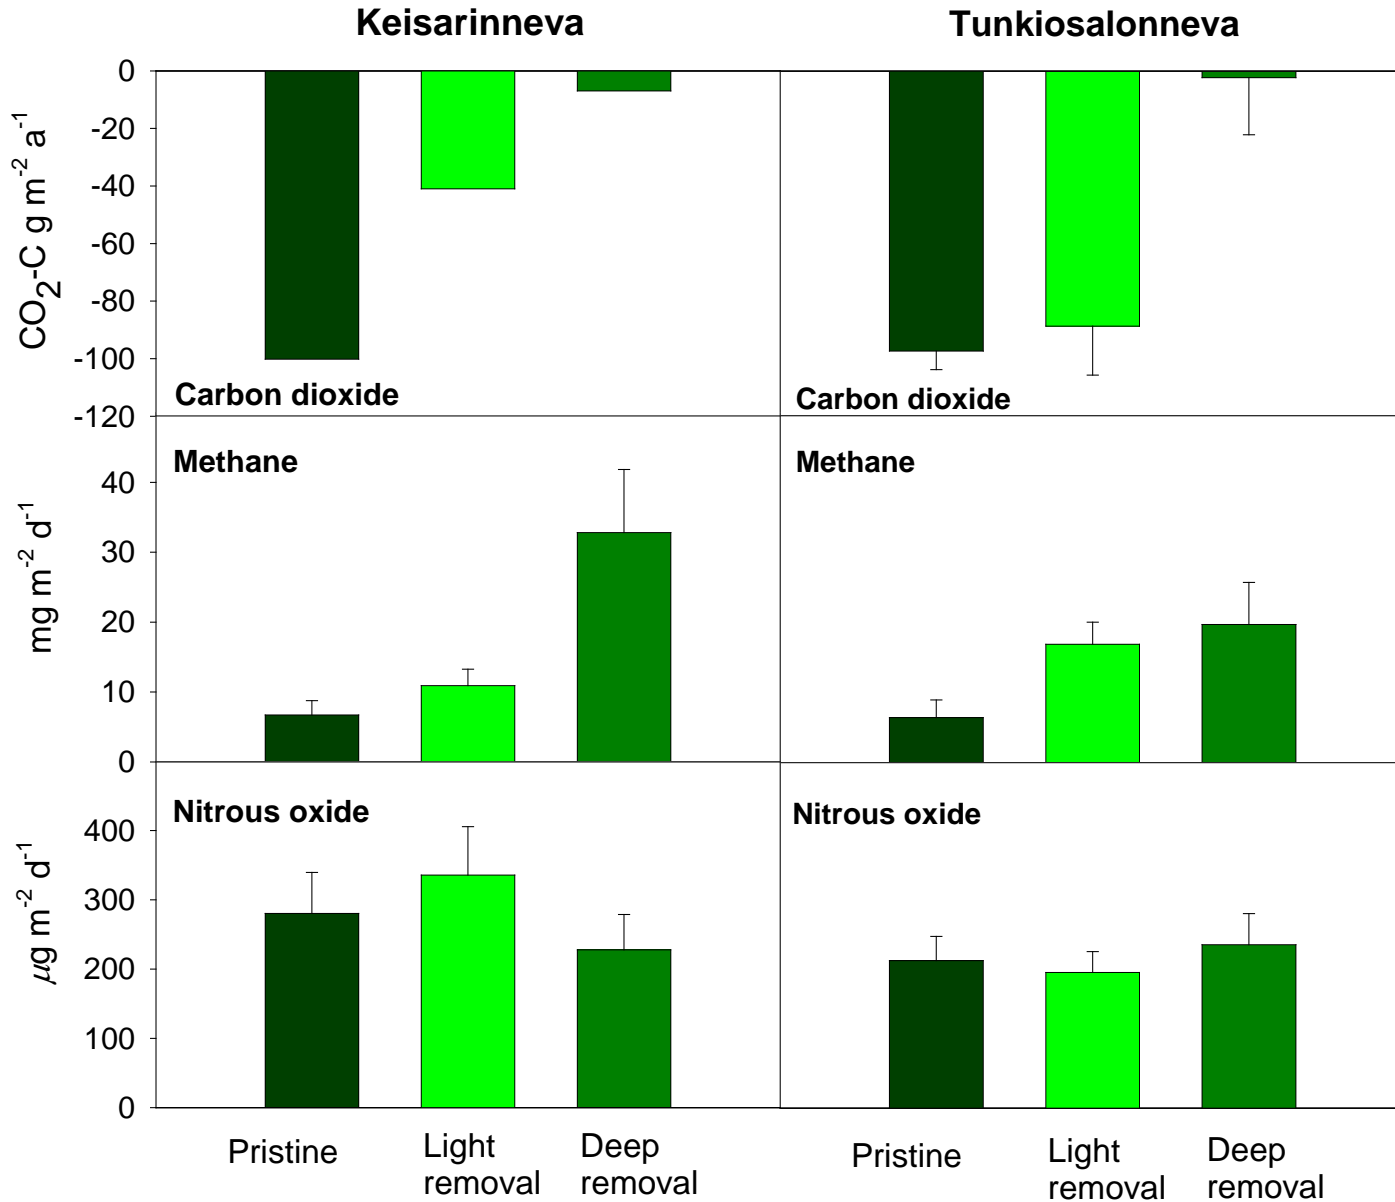 Keisarinneva
Tunkiosalonneva
CO2-C g m-2 a-1
0
-20
-40
-60
-80
-100
-120
Carbon dioxide
Carbon dioxide
mg m-2 d-1
40
30
20
10
0
Methane
Methane
µg m-2 d-1
400
300
200
100
0
Nitrous oxide
Nitrous oxide
Pristine
Light
removal
Deep
removal
Pristine
Light
removal
Deep
removal